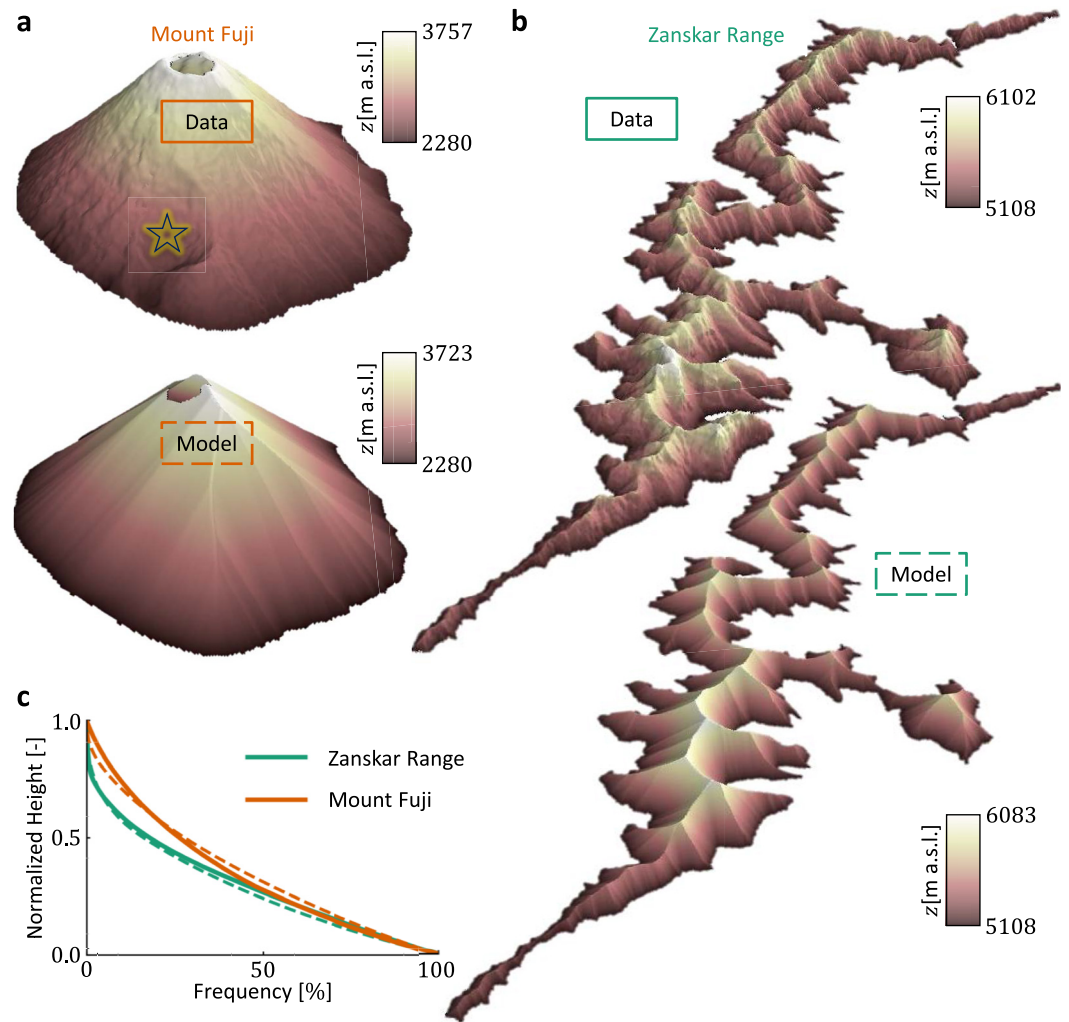 a
Mount Fuji
Data
z[m a.s.l.]
3757
2280
Model
z[m a.s.l.]
3723
2280
b
Zanskar Range
Data
z[m a.s.l.]
6102
5108
Model
z[m a.s.l.]
6083
5108
c
Normalized Height [-]
1.0
0.5
0.0
Zanskar Range
Mount Fuji
0
50
100
Frequency [%]